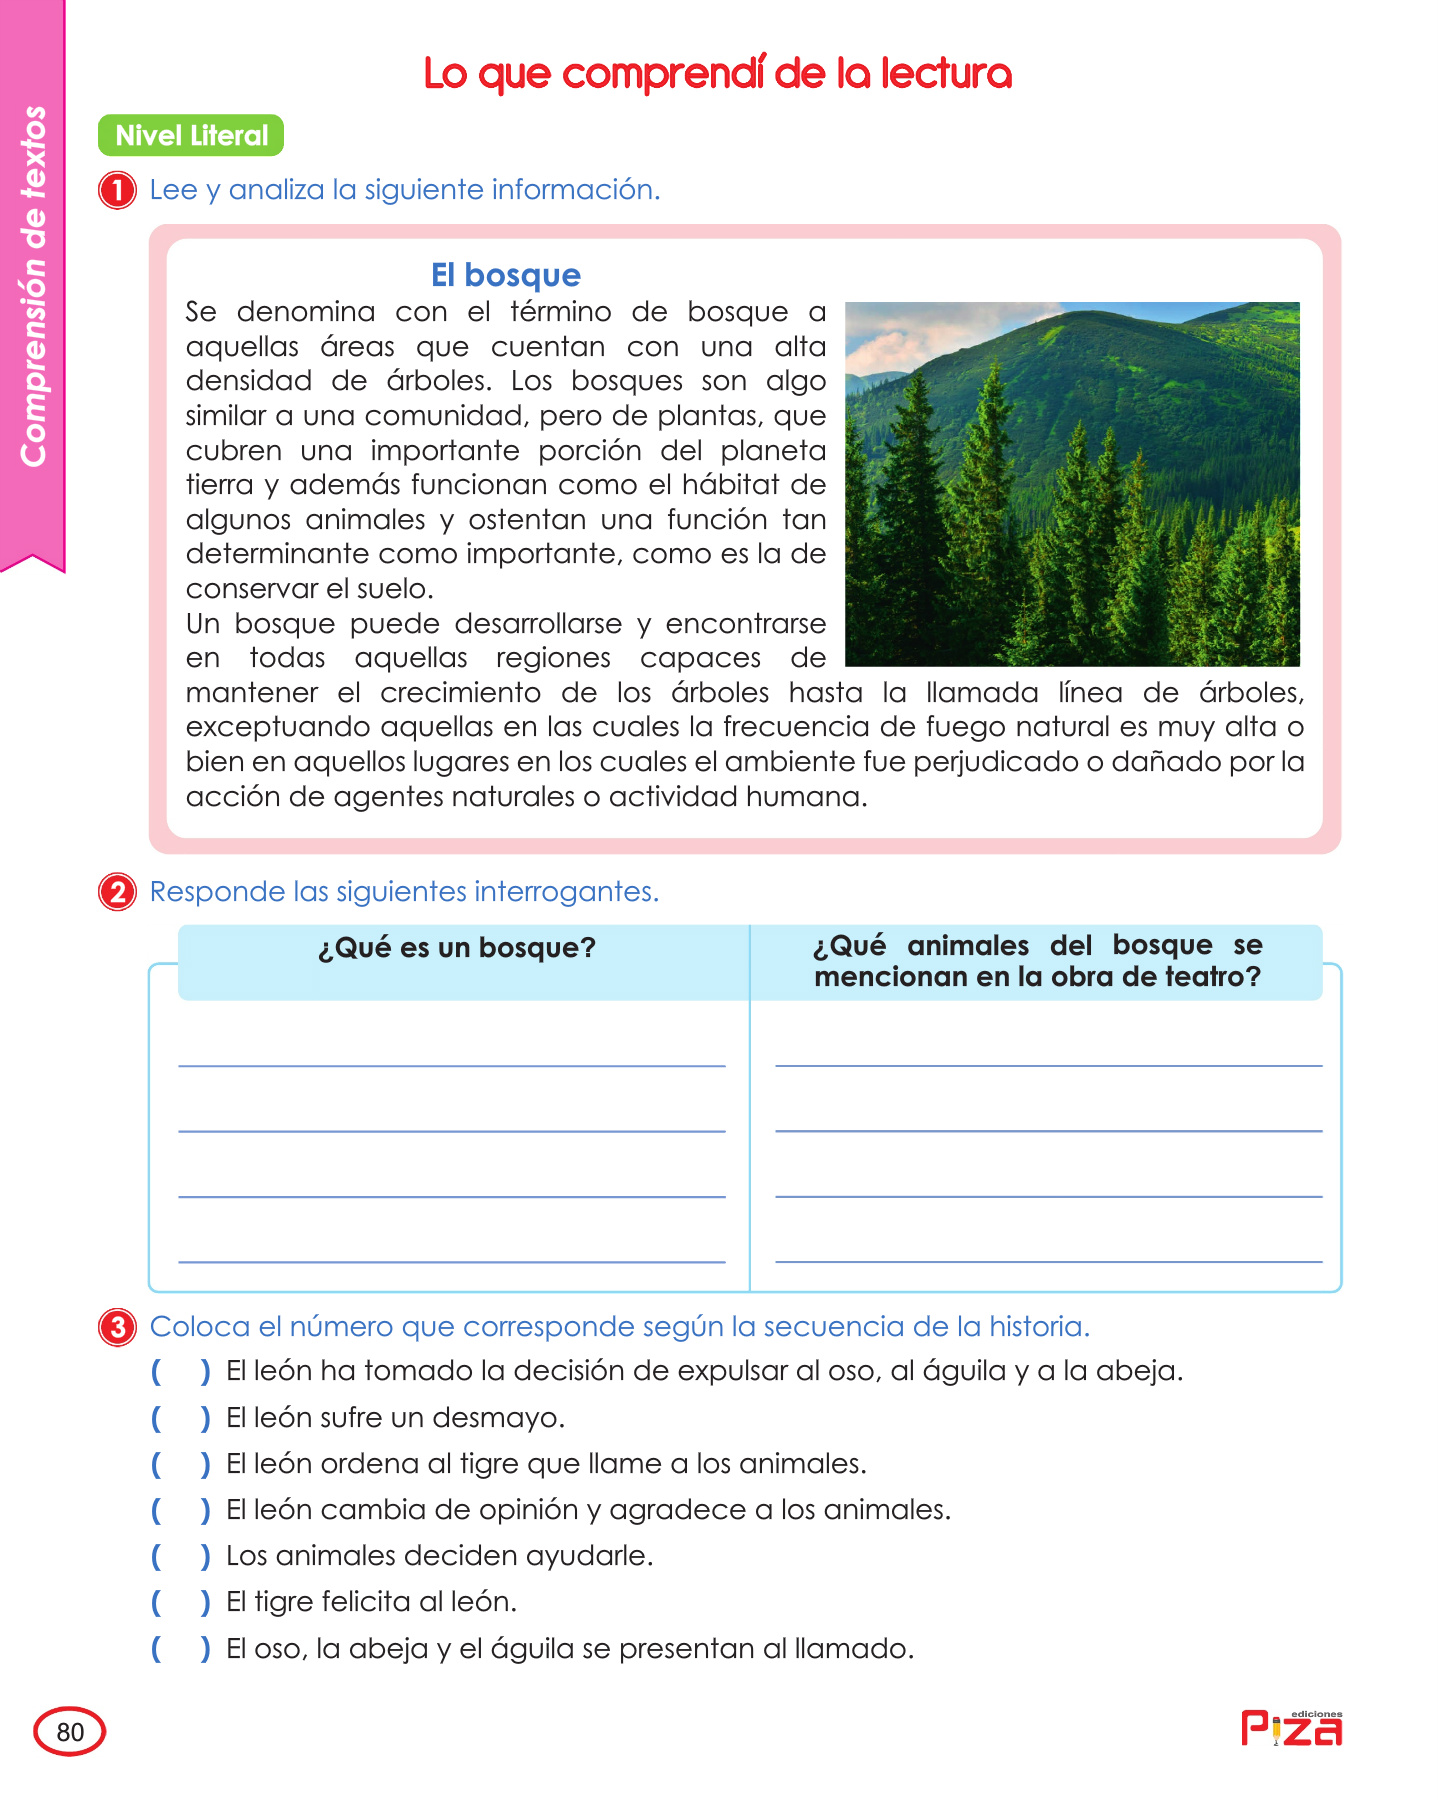 Comprensión de textos
Lo que comprendí de la lectura
Nivel Literal
1 Lee y analiza la siguiente información.
El bosque
Se denomina con el término de bosque a
aquellas áreas que cuentan con una alta
densidad de árboles. Los bosques son algo
similar a una comunidad, pero de plantas, que
cubren una importante porción del planeta
tierra y además funcionan como el hábitat de
algunos animales y ostentan una función tan
determinante como importante, como es la de
conservar el suelo.
Un bosque puede desarrollarse y encontrarse
en todas aquellas regiones capaces de
mantener el crecimiento de los árboles hasta la llamada línea de árboles,
exceptuando aquellas en las cuales la frecuencia de fuego natural es muy alta o
bien en aquellos lugares en los cuales el ambiente fue perjudicado o dañado por la
acción de agentes naturales o actividad humana.
2 Responde las siguientes interrogantes.
¿Qué es un bosque?
¿Qué animales del bosque se
mencionan en la obra de teatro?
3 Coloca el número que corresponde según la secuencia de la historia.
( ) El león ha tomado la decisión de expulsar al oso, al águila y a la abeja.
( ) El león sufre un desmayo.
( ) El león ordena al tigre que llame a los animales.
( ) El león cambia de opinión y agradece a los animales.
( ) Los animales deciden ayudarle.
( ) El tigre felicita al león.
( ) El oso, la abeja y el águila se presentan al llamado.
80
ediciones
Piza